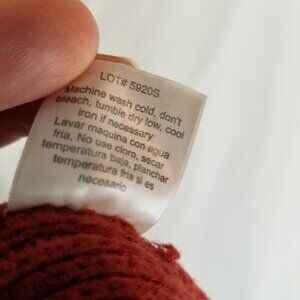 LOT# 5920S
Machine wash cold, don't
bleach, tumble dry low, cool
iron if necessary
Lavar maquina con agua
fria, No use cloro, secar
temperatura baja, planchar
temperatura fria si es
necesario